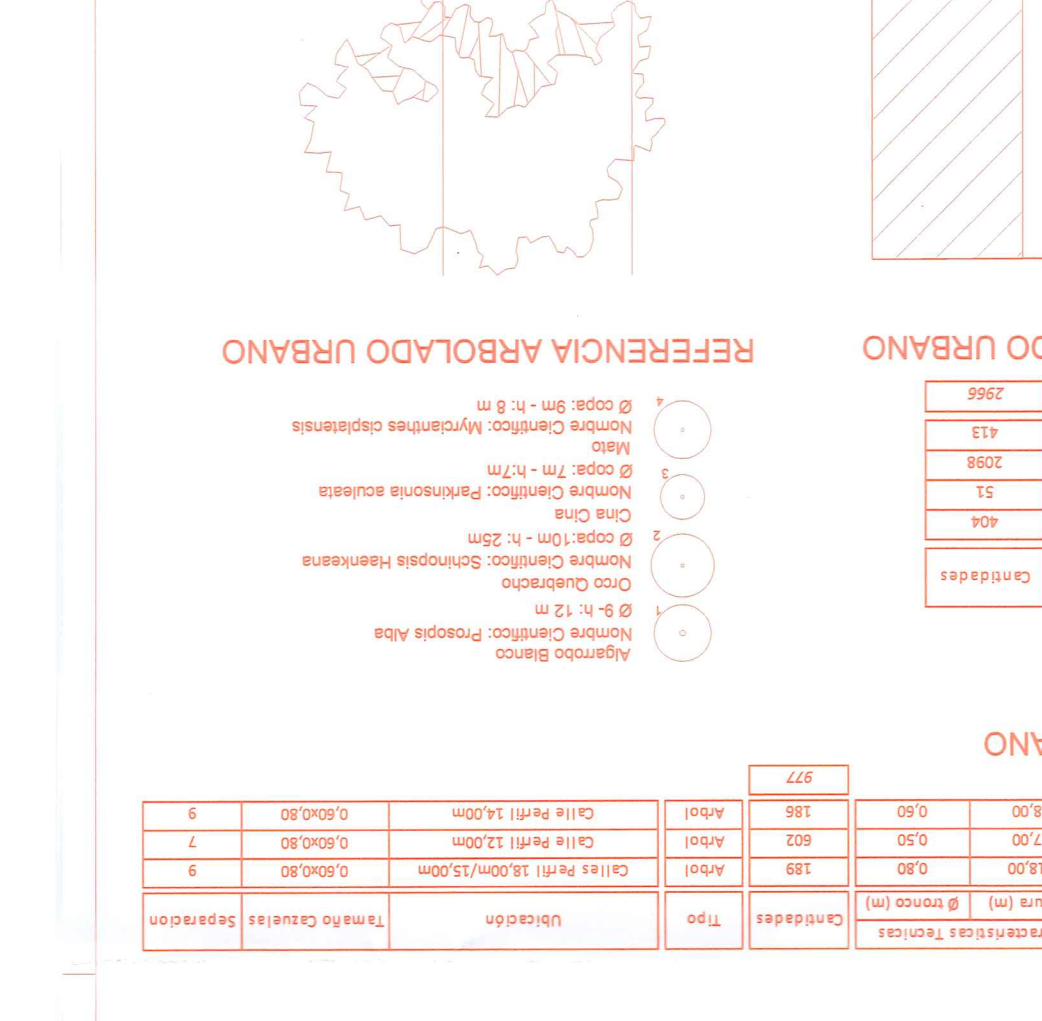 racteristicas Tecnicas
ura (m) Ø tronco (m) Cantidades Tipo Ubicación Tamaño Cazuelas Separacion
18,00 0,80 189 Arbol Calles Perfil 18,00m/15,00m 0,60x0,80 9
7,00 0,50 602 Arbol Calle Perfil 12,00m 0,60x0,80 7
8,00 0,60 186 Arbol Calle Perfil 14,00m 0,60x0,80 9
977
ANO
Cantidades
404
51
2098
413
2966
DO URBANO
Algarrobo Blanco
Nombre Científico: Prosopis Alba
1 Ø 9- h: 12 m
Orco Quebracho
Nombre Científico: Schinopsis Haenkeana
2 Ø copa:10m - h: 25m
Cina Cina
Nombre Científico: Parkinsonia aculeata
3 Ø copa: 7m - h:7m
Mato
Nombre Científico: Myrcianthes cisplatensis
4 Ø copa: 9m - h: 8 m
REFERENCIA ARBOLADO URBANO